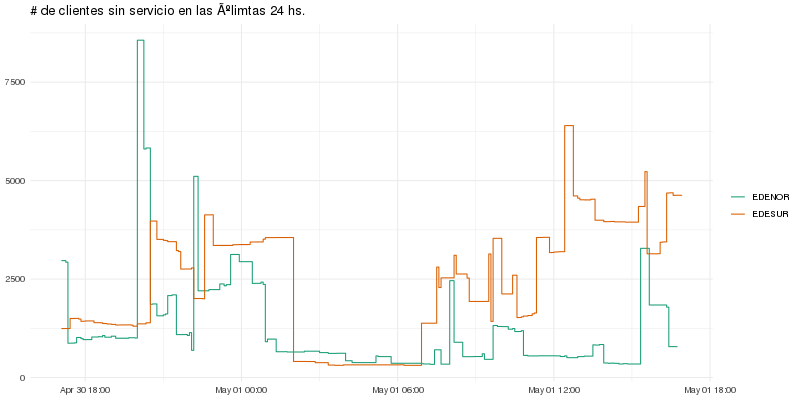 # de clientes sin servicio en las Ãºlimtas 24 hs.
7500
5000
2500
0
Apr 30 18:00
May 01 00:00
May 01 06:00
May 01 12:00
May 01 18:00
EDENOR
EDESUR